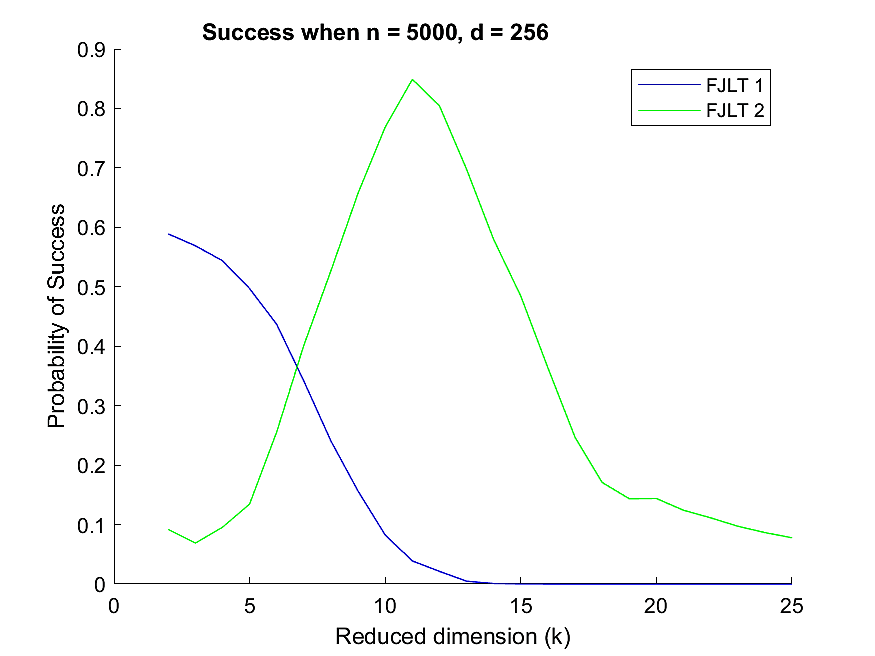 Success when n = 5000, d = 256
FJLT 1
FJLT 2
Probability of Success
0.9
0.8
0.7
0.6
0.5
0.4
0.3
0.2
0.1
0
0 5 10 15 20 25
Reduced dimension (k)